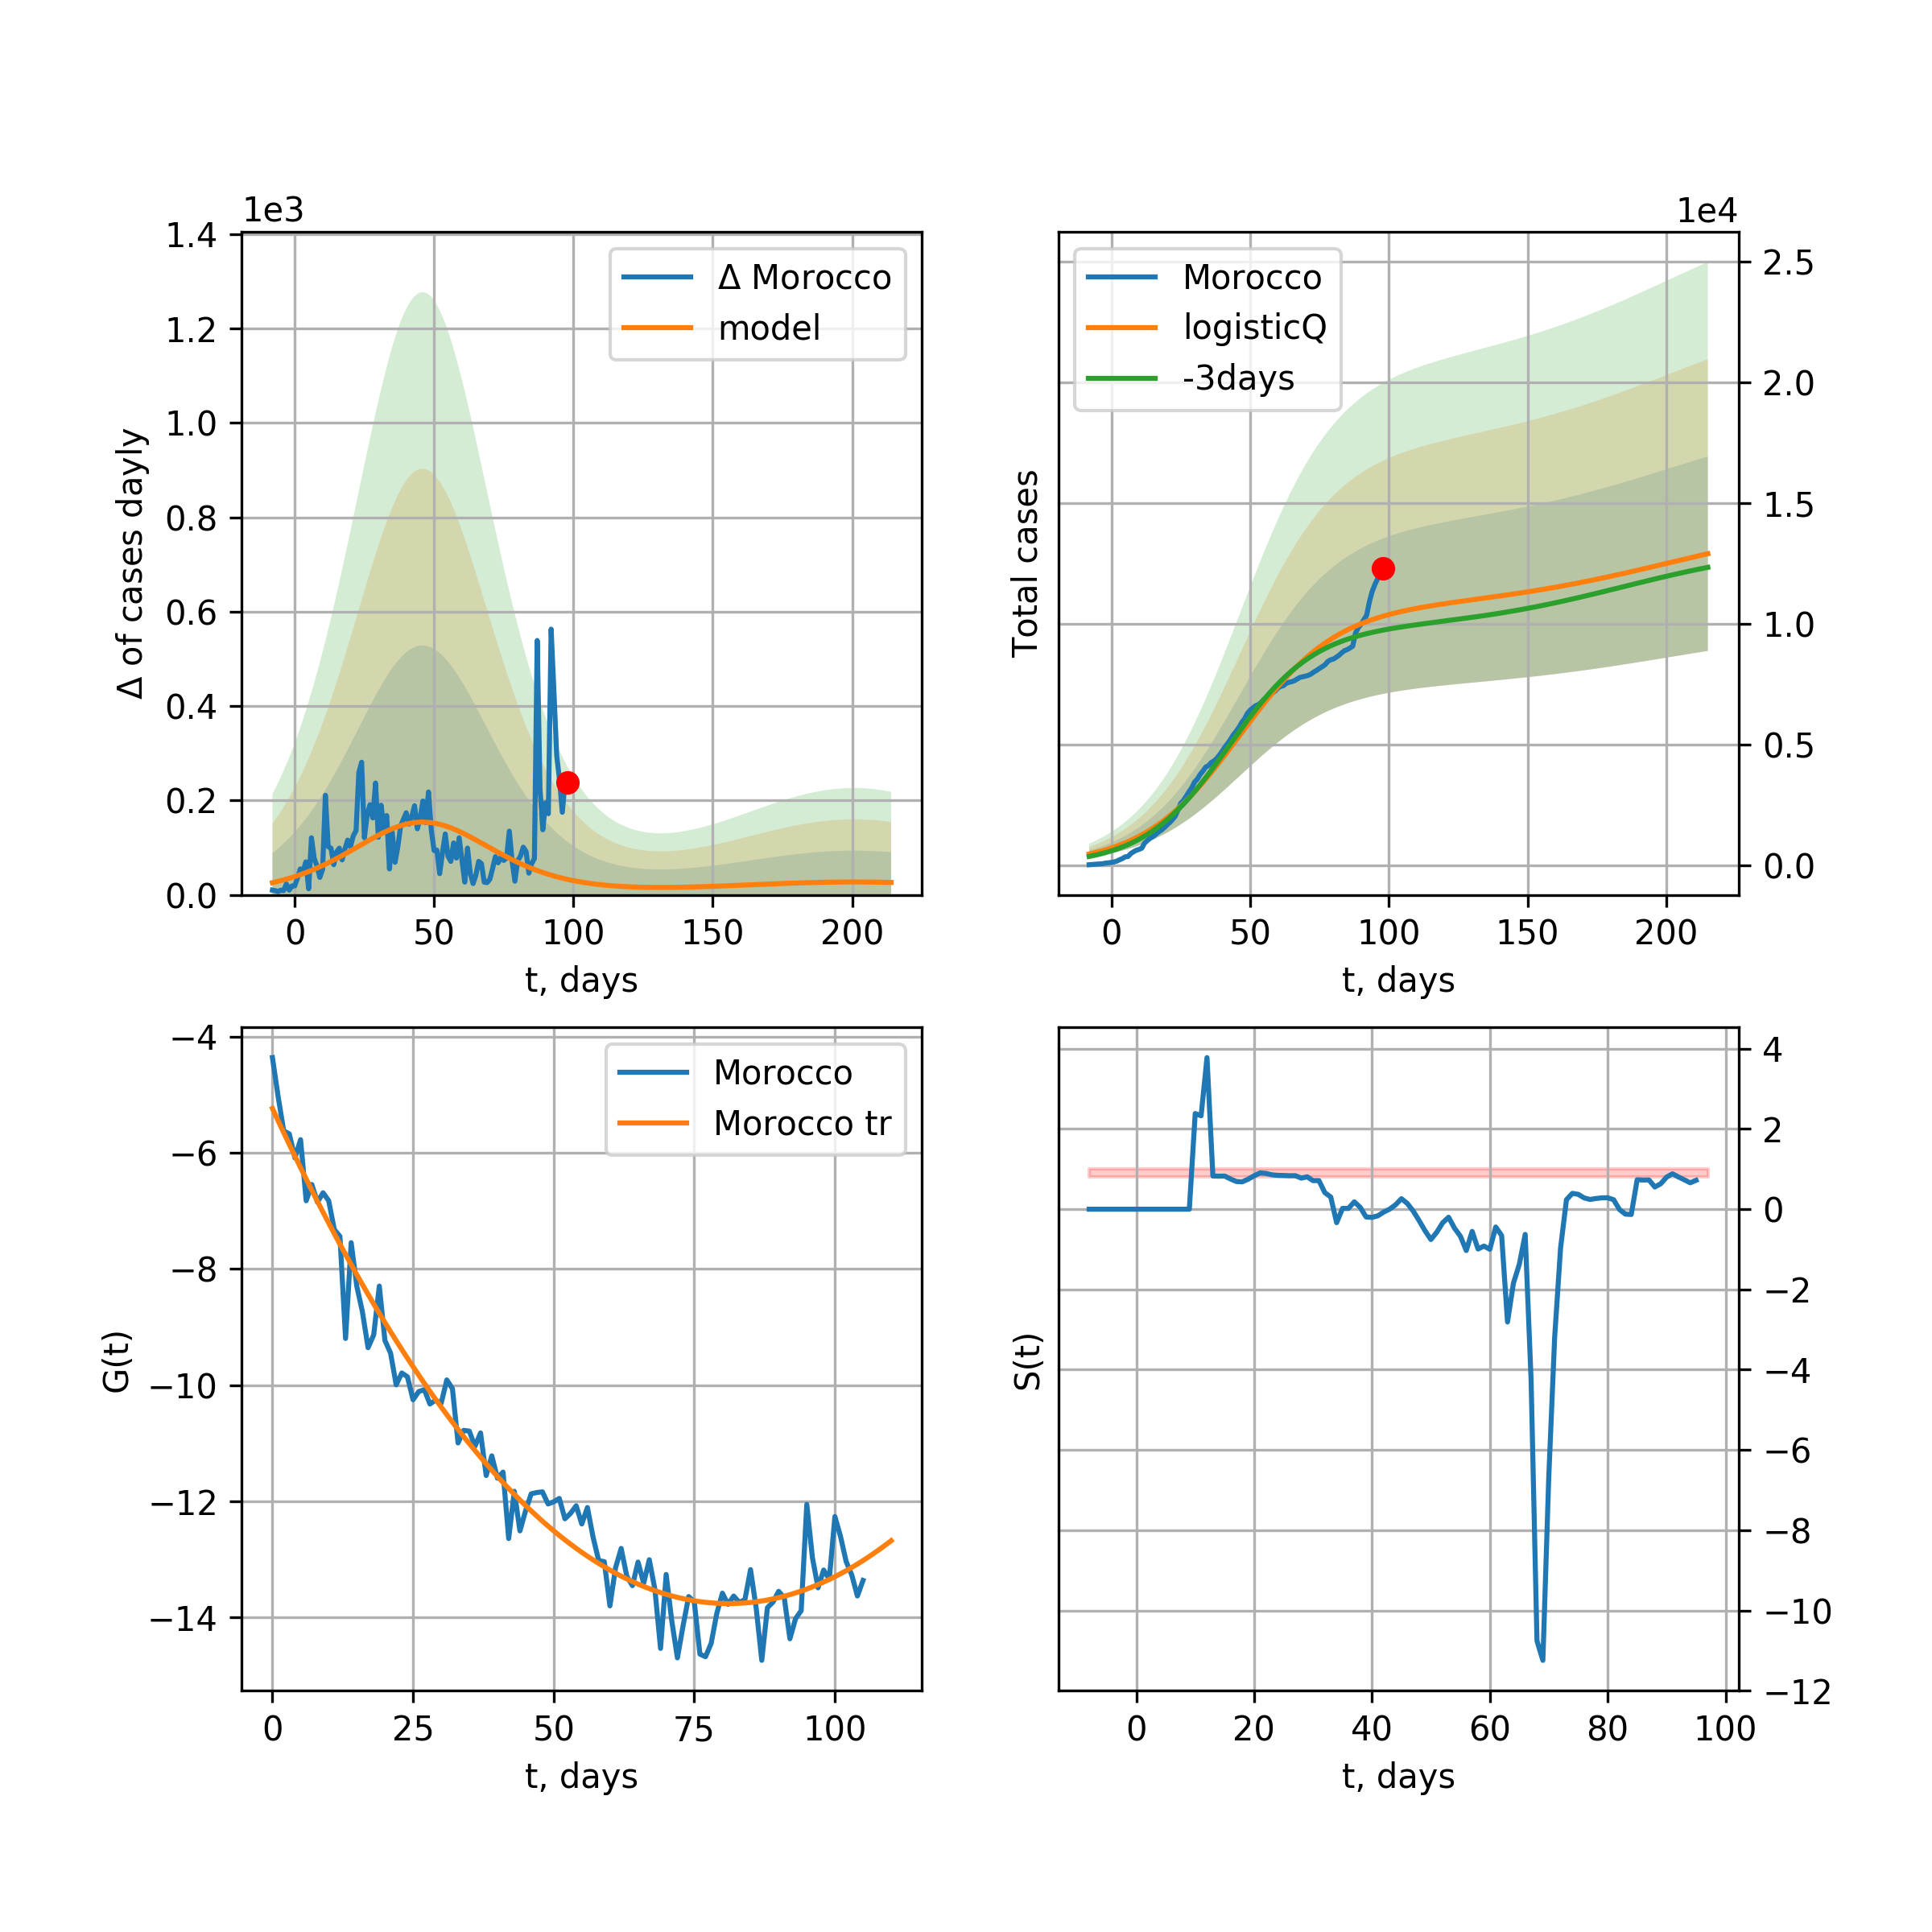 1e3
1.4
1.2
1.0
0.8
0.6
0.4
0.2
0.0
Δ of cases dayly
Δ Morocco
model
0 50 100 150 200
t, days
1e4
2.5
2.0
1.5
1.0
0.5
0.0
Total cases
Morocco
logisticQ
-3days
0 50 100 150 200
t, days
−4
−6
−8
−10
−12
−14
G(t)
Morocco
Morocco tr
0 25 50 75 100
t, days
4
2
0
−2
−4
−6
−8
−10
−12
S(t)
0 20 40 60 80 100
t, days